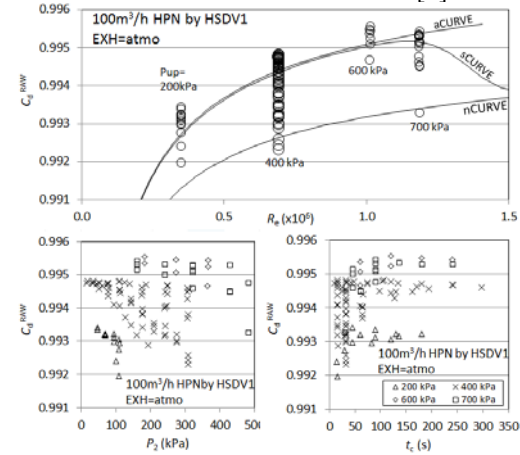 0.996
0.995
0.994
0.993
0.992
0.991
Cd RAW
100m³/h HPN by HSDV1
EXH=atmo
Pup=
200kPa
400 kPa
600 kPa
700 kPa
aCURVE
sCURVE
nCURVE
0.0 0.5 Re (x10⁶) 1.0 1.5
0.996
0.995
0.994
0.993
0.992
0.991
Cd RAW
100m³/h HPNby HSDV1
EXH=atmo
0 100 200 300 400 50
P2 (kPa)
0.996
0.995
0.994
0.993
0.992
0.991
Cd RAW
100m³/h HPN by HSDV1
EXH=atmo
△ 200 kPa × 400 kPa
◇ 600 kPa □ 700 kPa
0 50 100 150 200 250 300 350
tc (s)